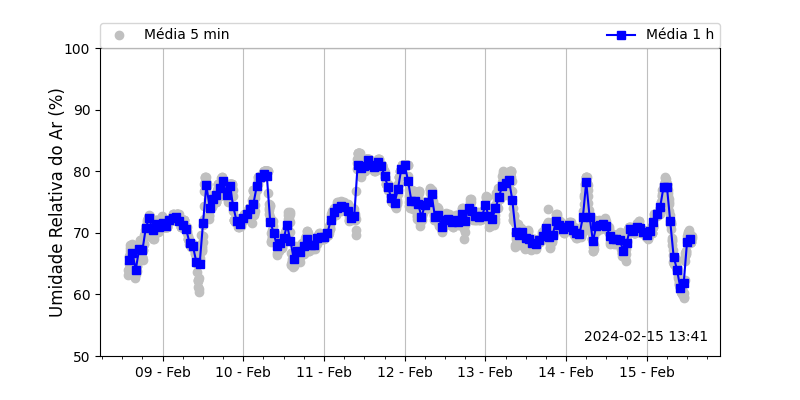 Média 5 min
Média 1 h
Umidade Relativa do Ar (%)
100
90
80
70
60
50
2024-02-15 13:41
09 - Feb
10 - Feb
11 - Feb
12 - Feb
13 - Feb
14 - Feb
15 - Feb